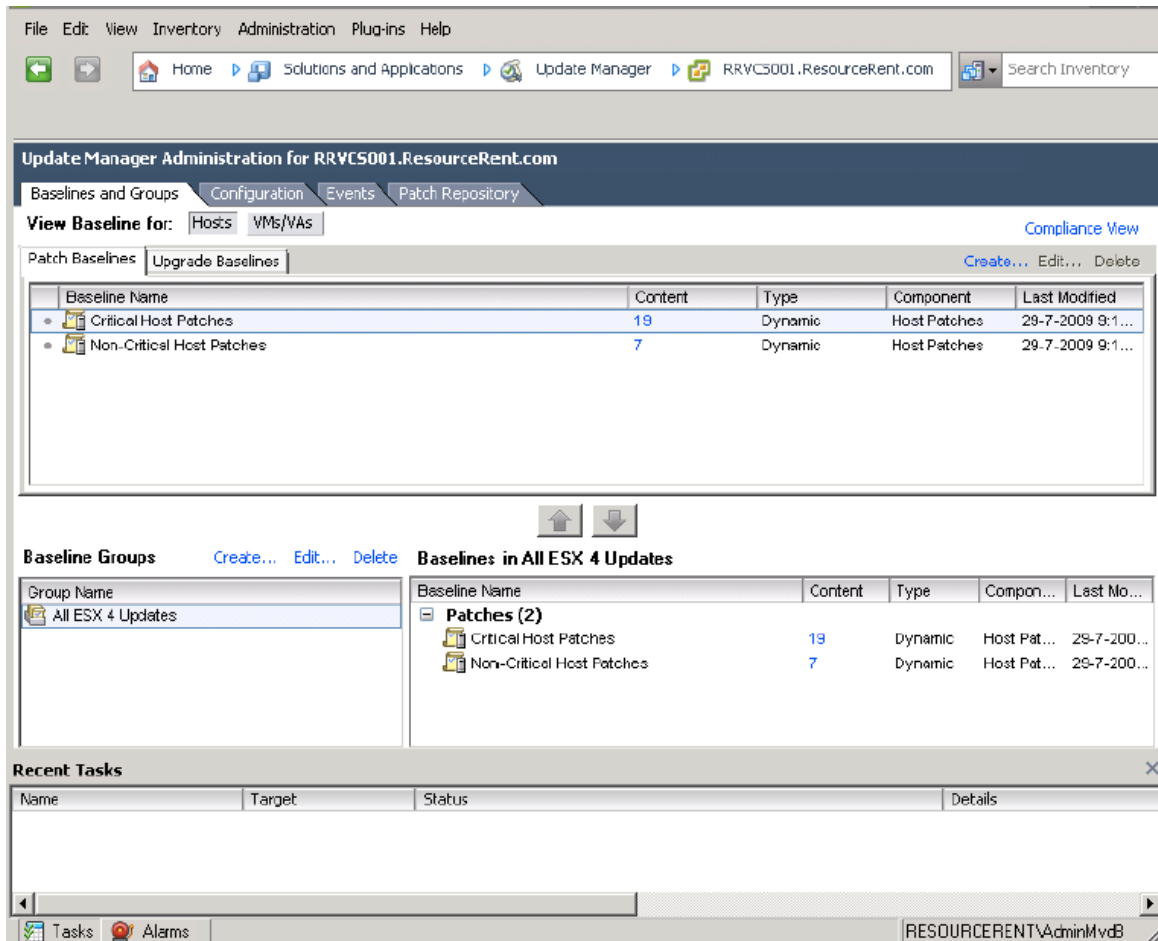 File Edit View Inventory Administration Plug-ins Help
Home Solutions and Applications Update Manager RRVCS001.ResourceRent.com Search Inventory
Update Manager Administration for RRVCS001.ResourceRent.com
Baselines and Groups Configuration Events Patch Repository
View Baseline for: Hosts VMs/VAs
Compliance View
Patch Baselines Upgrade Baselines Create... Edit... Delete
Baseline Name Content Type Component Last Modified
Critical Host Patches 19 Dynamic Host Patches 29-7-2009 9:1...
Non-Critical Host Patches 7 Dynamic Host Patches 29-7-2009 9:1...
Baseline Groups Create... Edit... Delete Baselines in All ESX 4 Updates
Group Name Baseline Name Content Type Compon... Last Mo...
All ESX 4 Updates Patches (2)
Critical Host Patches 19 Dynamic Host Pat... 29-7-200...
Non-Critical Host Patches 7 Dynamic Host Pat... 29-7-200...
Recent Tasks
Name Target Status Details
Tasks Alarms RESOURCERENT\AdminMvdB